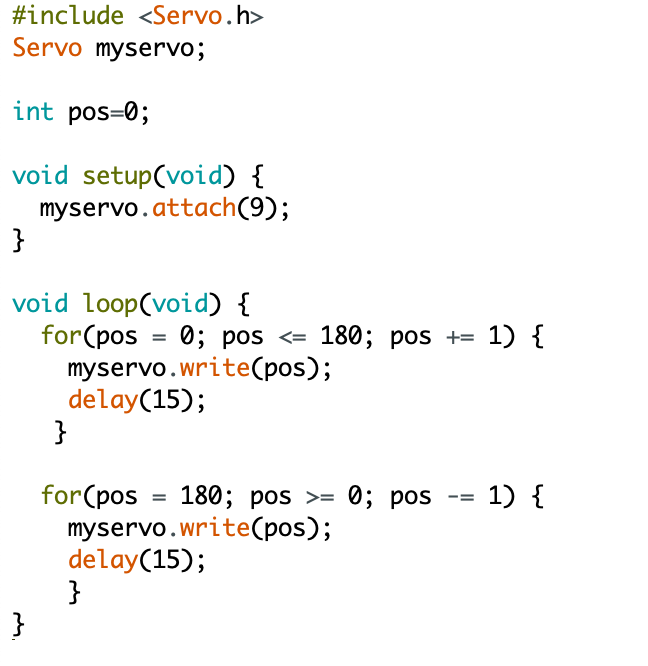 #include <Servo.h>
Servo myservo;
int pos=0;
void setup(void) {
myservo.attach(9);
}
void loop(void) {
for(pos = 0; pos <= 180; pos += 1) {
myservo.write(pos);
delay(15);
}
for(pos = 180; pos >= 0; pos -= 1) {
myservo.write(pos);
delay(15);
}
}